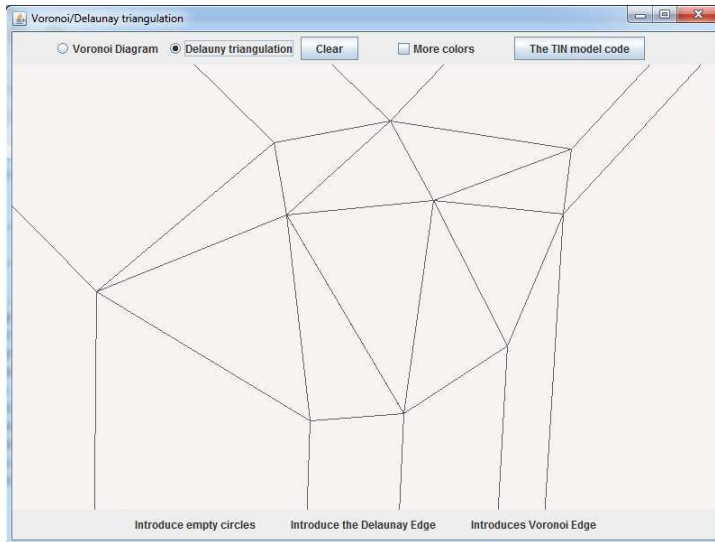 Voronoi/Delaunay triangulation
Voronoi Diagram Delauny triangulation Clear More colors The TIN model code
Introduce empty circles Introduce the Delaunay Edge Introduces Voronoi Edge